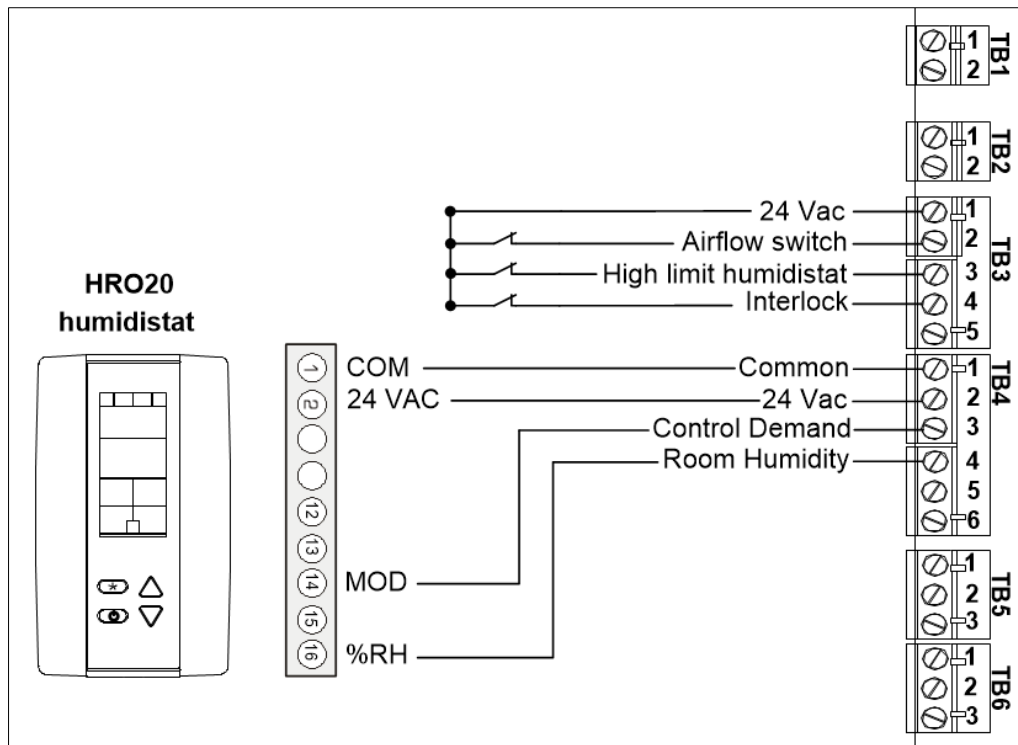 HRO20
humidistat
1 COM
2 24 VAC
12
13
14 MOD
15
16 %RH
24 Vac
Airflow switch
High limit humidistat
Interlock
Common
24 Vac
Control Demand
Room Humidity
TB1
1
2
TB2
1
2
TB3
1
2
3
4
5
TB4
1
2
3
4
5
6
TB5
1
2
3
TB6
1
2
3